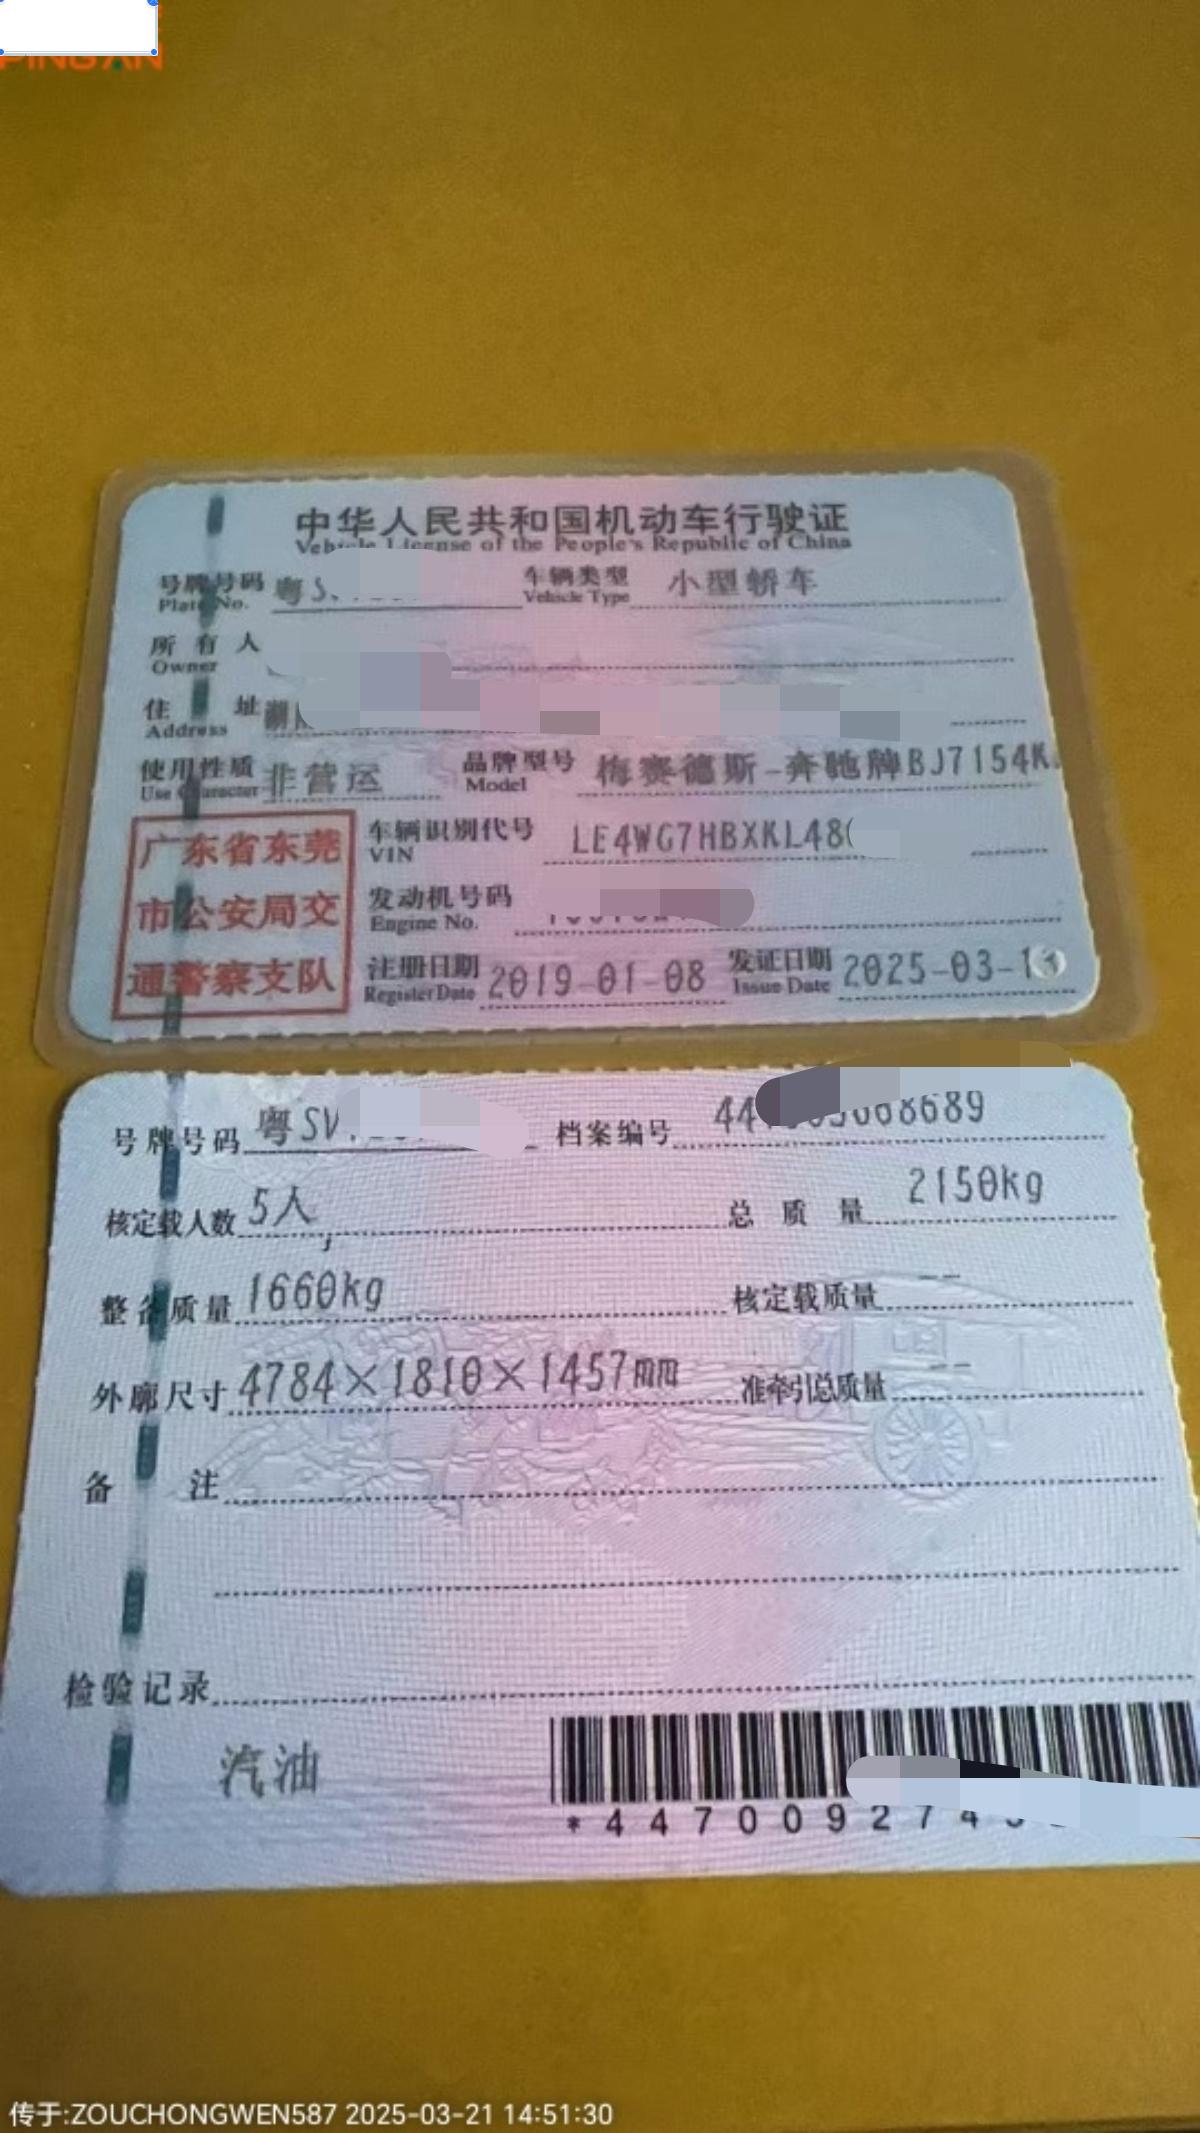 PINGAN
中华人民共和国机动车行驶证
Vehicle License of the People's Republic of China
号牌号码 粤S 车辆类型 小型轿车
Plate No. Vehicle Type
所有人
Owner
住址
Address
使用性质 非营运 品牌型号 梅赛德斯-奔驰牌BJ7154K
Use Character Model
广东省东莞
市公安局交
通警察支队
车辆识别代号 LE4WG7HBXKL48
VIN
发动机号码
Engine No.
注册日期 2019-01-08 发证日期 2025-03-1
Register Date Issue Date
号牌号码 粤SV 档案编号 44 068689
核定载人数 5人 总质量 2150kg
整备质量 1660kg 核定载质量 --
外廓尺寸 4784×1810×1457mm 准牵引总质量 --
备注
检验记录
汽油
*447009274
传于:ZOUCHONGWEN587 2025-03-21 14:51:30